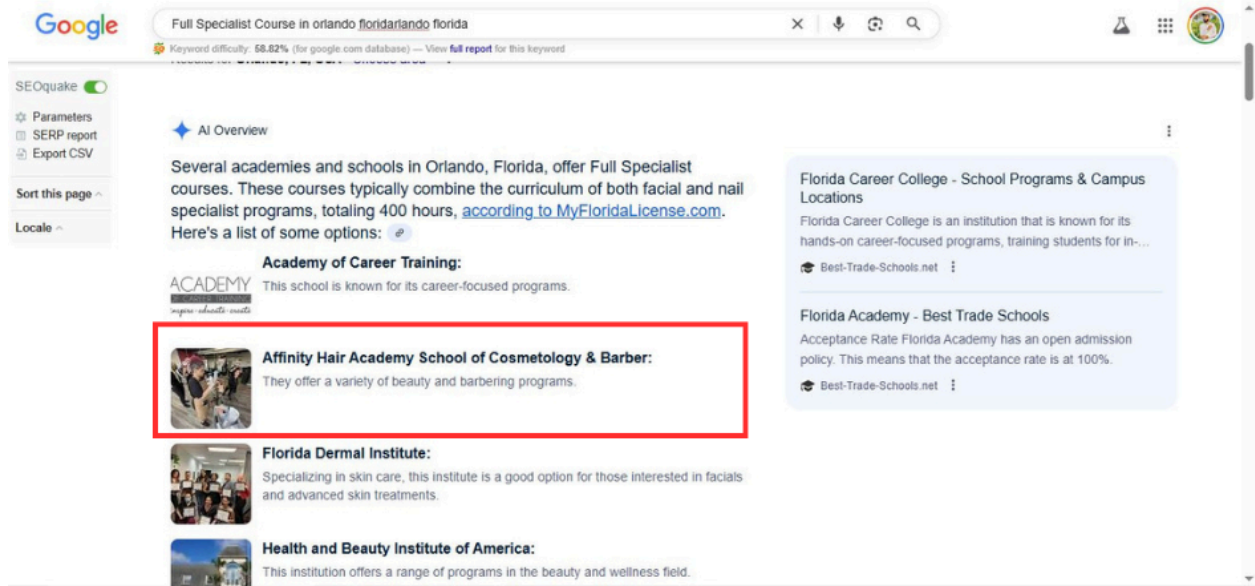 Google
Full Specialist Course in orlando floridarlando florida
Keyword difficulty: 58.82% (for google.com database) — View full report for this keyword
SEOquake
Parameters
SERP report
Export CSV
Sort this page
Locale
AI Overview
Several academies and schools in Orlando, Florida, offer Full Specialist
courses. These courses typically combine the curriculum of both facial and nail
specialist programs, totaling 400 hours, according to MyFloridaLicense.com.
Here's a list of some options:
Academy of Career Training:
ACADEMY
This school is known for its career-focused programs.
Affinity Hair Academy School of Cosmetology & Barber:
They offer a variety of beauty and barbering programs.
Florida Dermal Institute:
Specializing in skin care, this institute is a good option for those interested in facials
and advanced skin treatments.
Health and Beauty Institute of America:
This institution offers a range of programs in the beauty and wellness field.
Florida Career College - School Programs & Campus
Locations
Florida Career College is an institution that is known for its
hands-on career-focused programs, training students for in-...
Best-Trade-Schools.net
Florida Academy - Best Trade Schools
Acceptance Rate Florida Academy has an open admission
policy. This means that the acceptance rate is at 100%.
Best-Trade-Schools.net